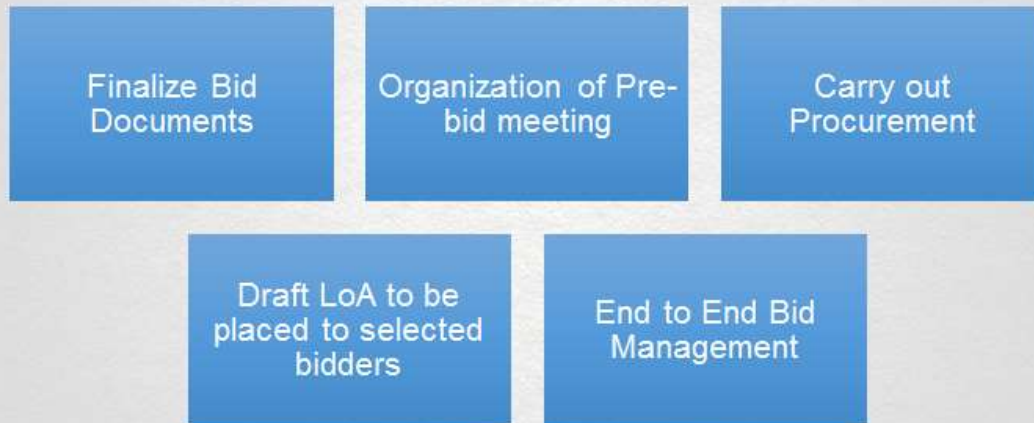 Finalize Bid
Documents
Organization of Pre-
bid meeting
Carry out
Procurement
Draft LoA to be
placed to selected
bidders
End to End Bid
Management